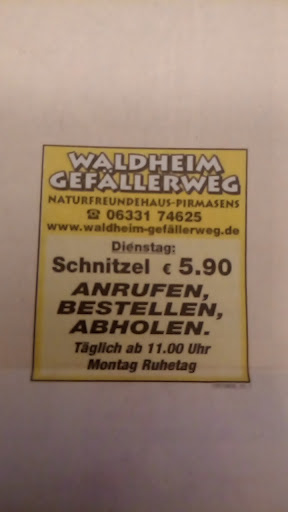 WALDHEIM
GEFÄLLERWEG
NATURFREUNDEHAUS-PIRMASENS
☎ 06331 74625
www.waldheim-gefällerweg.de
Dienstag:
Schnitzel € 5.90
ANRUFEN,
BESTELLEN,
ABHOLEN.
Täglich ab 11.00 Uhr
Montag Ruhetag